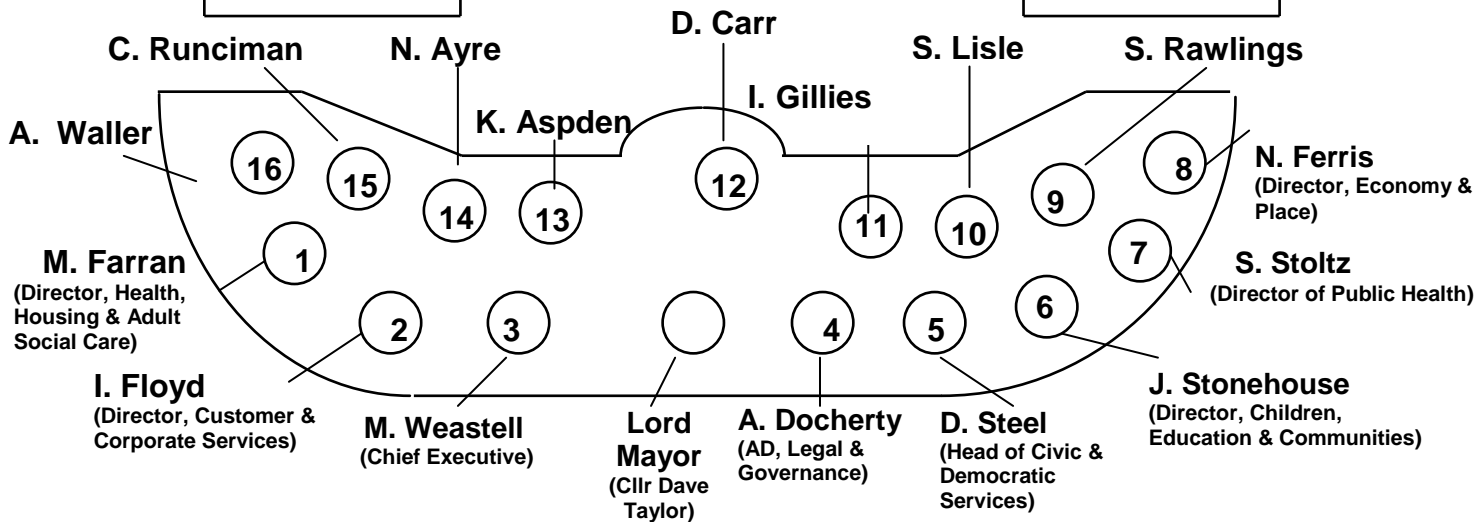 D. Carr
C. Runciman
N. Ayre
S. Lisle
S. Rawlings
I. Gillies
K. Aspden
A. Waller
16
15
14
13
12
11
10
9
8
N. Ferris
(Director, Economy &
Place)
M. Farran
(Director, Health,
Housing & Adult
Social Care)
1
7
S. Stoltz
(Director of Public Health)
2
3
4
5
6
I. Floyd
(Director, Customer &
Corporate Services)
M. Weastell
(Chief Executive)
Lord
Mayor
(Cllr Dave
Taylor)
A. Docherty
(AD, Legal &
Governance)
D. Steel
(Head of Civic &
Democratic
Services)
J. Stonehouse
(Director, Children,
Education & Communities)